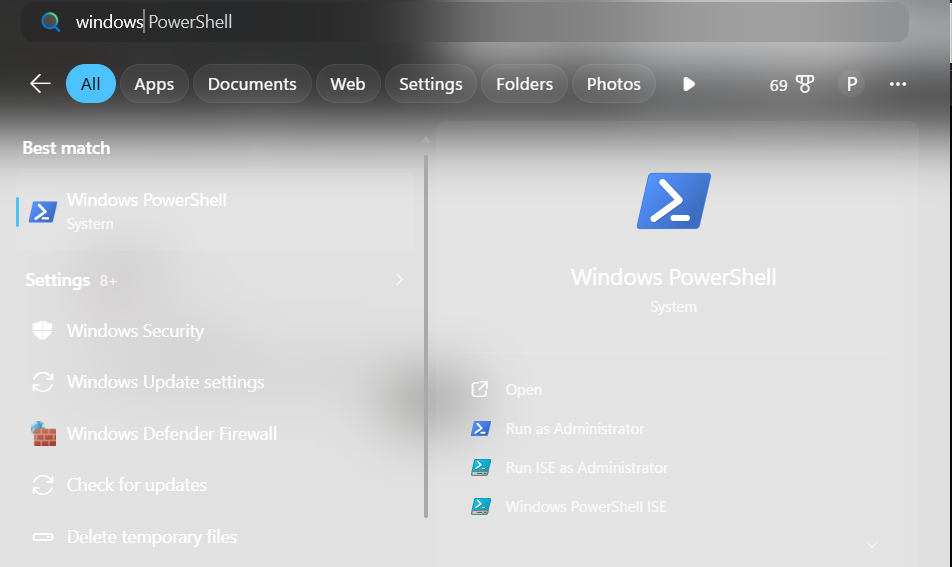 windows PowerShell
All Apps Documents Web Settings Folders Photos 69 P
Best match
Windows PowerShell
System
Settings 8+
Windows Security
Windows Update settings
Windows Defender Firewall
Check for updates
Delete temporary files
Windows PowerShell
System
Open
Run as Administrator
Run ISE as Administrator
Windows PowerShell ISE